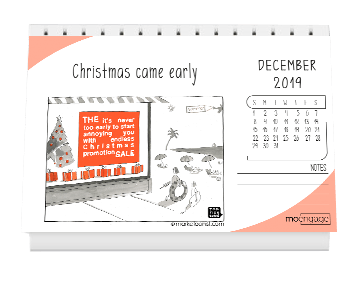 Christmas came early
DECEMBER
2019
THE it's never
too early to start
annoying you
with endless
Christmas
promotion SALE
S M T W T F S
1 2 3 4 5 6 7
8 9 10 11 12 13 14
15 16 17 18 19 20 21
22 23 24 25 26 27 28
29 30 31
NOTES
© marketoonist.com
moengage